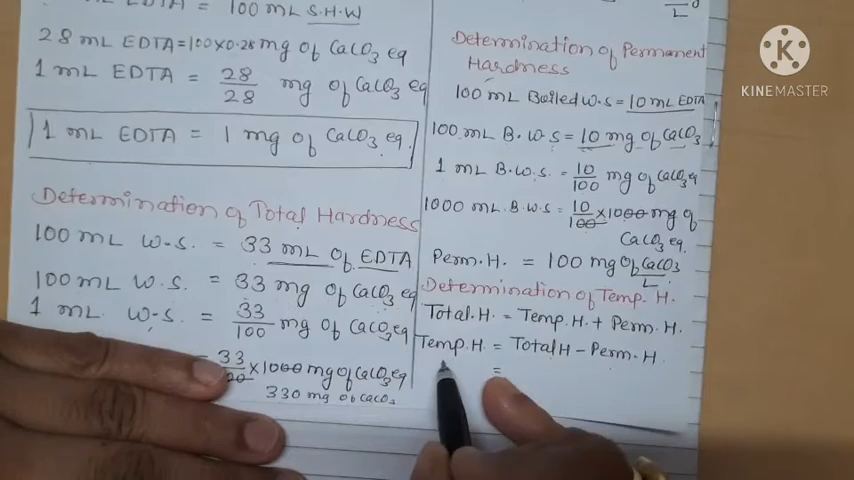 EDTA = 100 mL S.H.W
28 mL EDTA=100X0.28 mg of CaCO3 eq
1 mL EDTA = 28/28 mg of CaCO3 eq
1 mL EDTA = 1 mg of CaCO3 eq.
Determination of Total Hardness
100 mL W.S. = 33 mL of EDTA
100 mL W.S. = 33 mg of CaCO3 eq
1 mL W.S. = 33/100 mg of CaCO3 eq
= 33/100 x 1000 mg of CaCO3 eq
330 mg of CaCO3
L
Determination of Permanent
Hardness
100 mL Boiled W.S = 10 mL EDTA
100 mL B.W.S = 10 mg of CaCO3
1 mL B.W.S. = 10/100 mg of CaCO3 eq
1000 mL B.W.S = 10/100 x 1000 mg of
CaCO3 eq.
Perm.H. = 100 mg of CaCO3/L
Determination of Temp. H.
Total.H. = Temp.H. + Perm.H.
Temp.H. = Total H - Perm.H
=
KINEMASTER